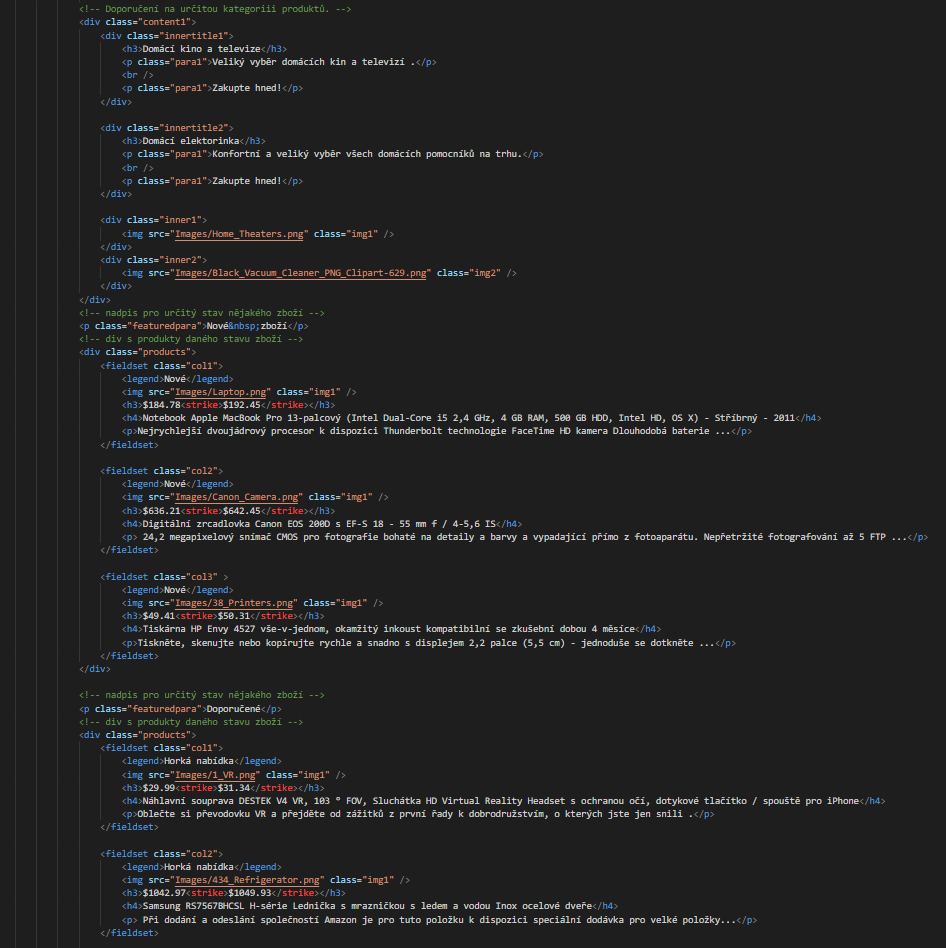 <!-- Doporučení na určitou kategoriii produktů. -->
<div class="content1">
<div class="innertitle1">
<h3>Domácí kino a televize</h3>
<p class="para1">Veliký vyběr domácích kin a televizí .</p>
<br />
<p class="para1">Zakupte hned!</p>
</div>
<div class="innertitle2">
<h3>Domácí elektorinka</h3>
<p class="para1">Konfortní a veliký vyběr všech domácích pomocníků na trhu.</p>
<br />
<p class="para1">Zakupte hned!</p>
</div>
<div class="inner1">
<img src="Images/Home_Theaters.png" class="img1" />
</div>
<div class="inner2">
<img src="Images/Black_Vacuum_Cleaner_PNG_Clipart-629.png" class="img2" />
</div>
</div>
<!-- nadpis pro určitý stav nějakého zboží -->
<p class="featuredpara">Nové&nbsp;zboží</p>
<!-- div s produkty daného stavu zboží -->
<div class="products">
<fieldset class="col1">
<legend>Nové</legend>
<img src="Images/Laptop.png" class="img1" />
<h3>$184.78<strike>$192.45</strike></h3>
<h4>Notebook Apple MacBook Pro 13-palcový (Intel Dual-Core i5 2,4 GHz, 4 GB RAM, 500 GB HDD, Intel HD, OS X) - Stříbrný - 2011</h4>
<p>Nejrychlejší dvoujádrový procesor k dispozici Thunderbolt technologie FaceTime HD kamera Dlouhodobá baterie ...</p>
</fieldset>
<fieldset class="col2">
<legend>Nové</legend>
<img src="Images/Canon_Camera.png" class="img1" />
<h3>$636.21<strike>$642.45</strike></h3>
<h4>Digitální zrcadlovka Canon EOS 200D s EF-S 18 - 55 mm f / 4-5,6 IS</h4>
<p> 24,2 megapixelový snímač CMOS pro fotografie bohaté na detaily a barvy a vypadající přímo z fotoaparátu. Nepřetržité fotografování až 5 FTP ...</p>
</fieldset>
<fieldset class="col3" >
<legend>Nové</legend>
<img src="Images/38_Printers.png" class="img1" />
<h3>$49.41<strike>$50.31</strike></h3>
<h4>Tiskárna HP Envy 4527 vše-v-jednom, okamžitý inkoust kompatibilní se zkušební dobou 4 měsíce</h4>
<p>Tiskněte, skenujte nebo kopírujte rychle a snadno s displejem 2,2 palce (5,5 cm) - jednoduše se dotkněte ...</p>
</fieldset>
</div>
<!-- nadpis pro určitý stav nějakého zboží -->
<p class="featuredpara">Doporučené</p>
<!-- div s produkty daného stavu zboží -->
<div class="products">
<fieldset class="col1">
<legend>Horká nabídka</legend>
<img src="Images/1_VR.png" class="img1" />
<h3>$29.99<strike>$31.34</strike></h3>
<h4>Náhlavní souprava DESTEK V4 VR, 103 ° FOV, Sluchátka HD Virtual Reality Headset s ochranou očí, dotykové tlačítko / spouště pro iPhone</h4>
<p>Oblečte si převodovku VR a přejděte od zážitků z první řady k dobrodružstvím, o kterých jste jen snili .</p>
</fieldset>
<fieldset class="col2">
<legend>Horká nabídka</legend>
<img src="Images/434_Refrigerator.png" class="img1" />
<h3>$1042.97<strike>$1049.93</strike></h3>
<h4>Samsung RS7567BHCSL H-série Lednička s mrazničkou s ledem a vodou Inox ocelové dveře</h4>
<p> Při dodání a odeslání společností Amazon je pro tuto položku k dispozici speciální dodávka pro velké položky...</p>
</fieldset>